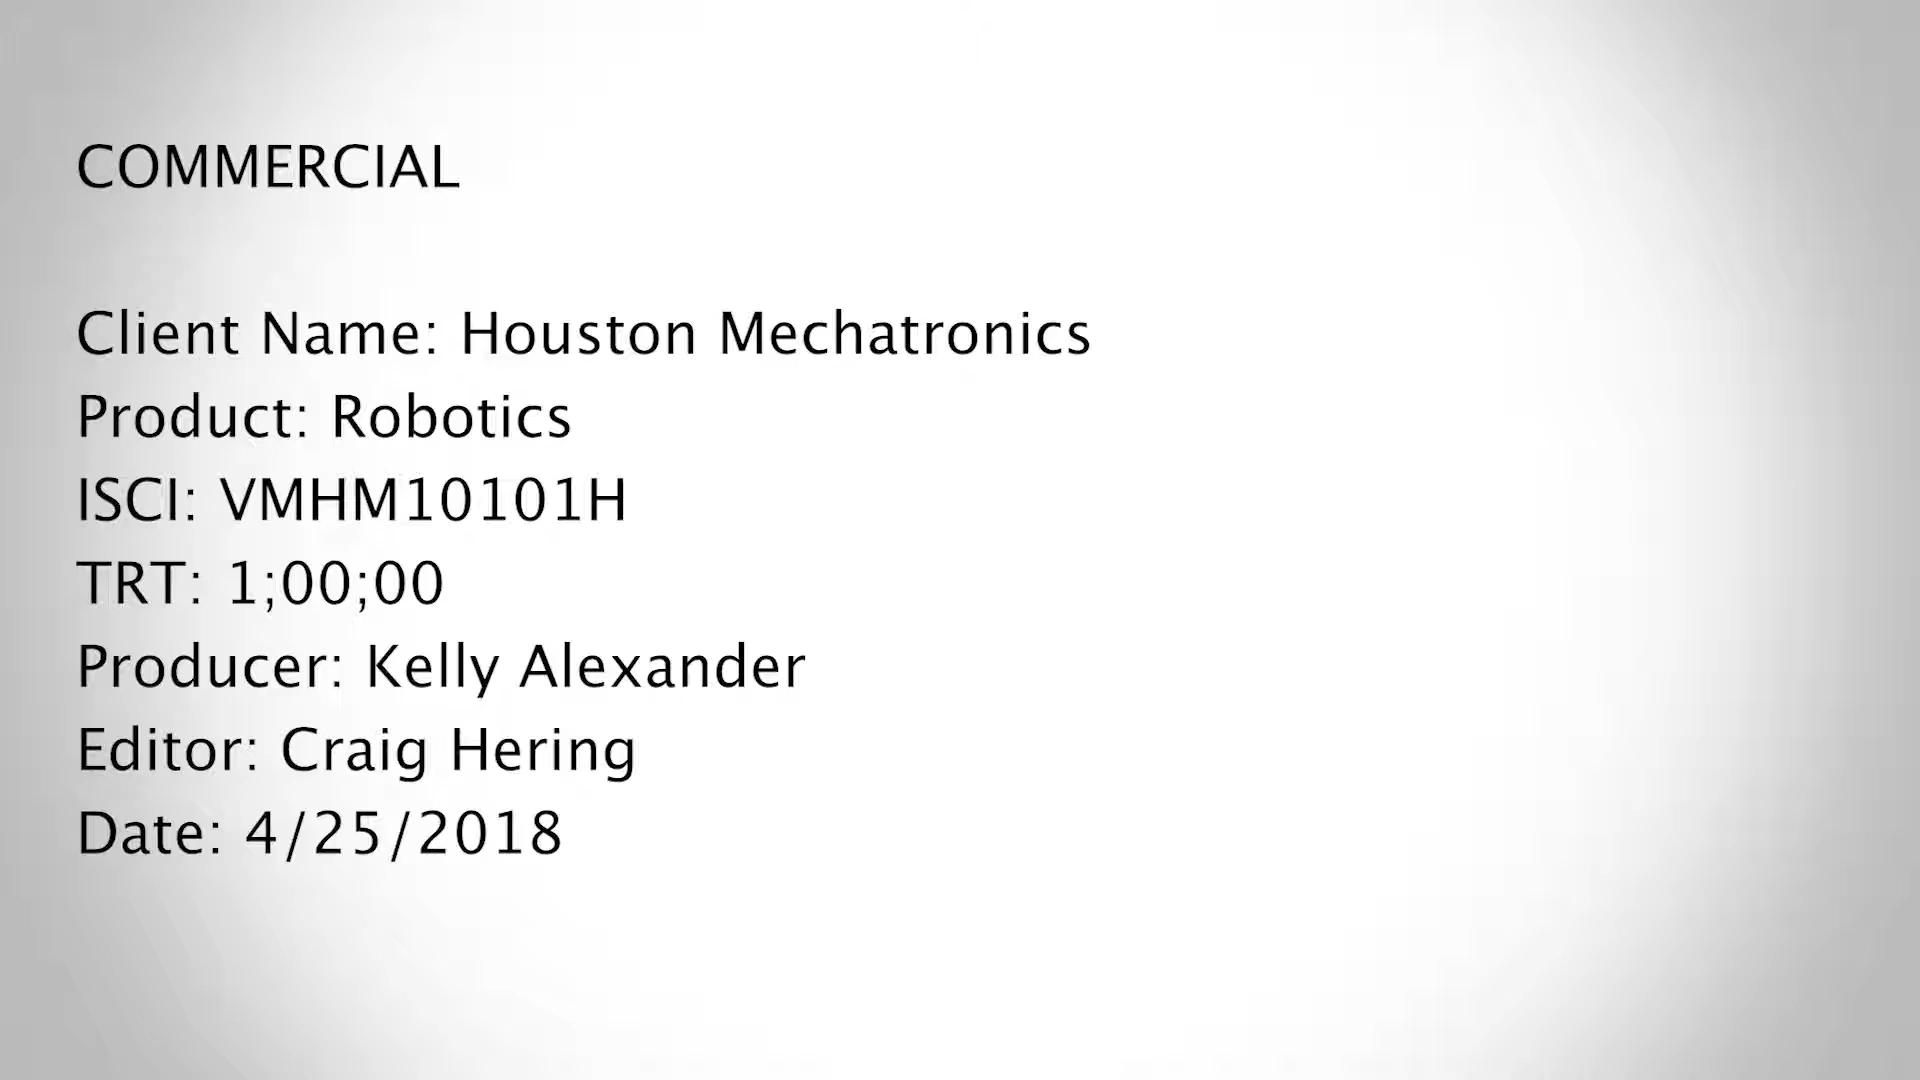 COMMERCIAL
Client Name: Houston Mechatronics
Product: Robotics
ISCI: VMHM10101H
TRT: 1;00;00
Producer: Kelly Alexander
Editor: Craig Hering
Date: 4/25/2018